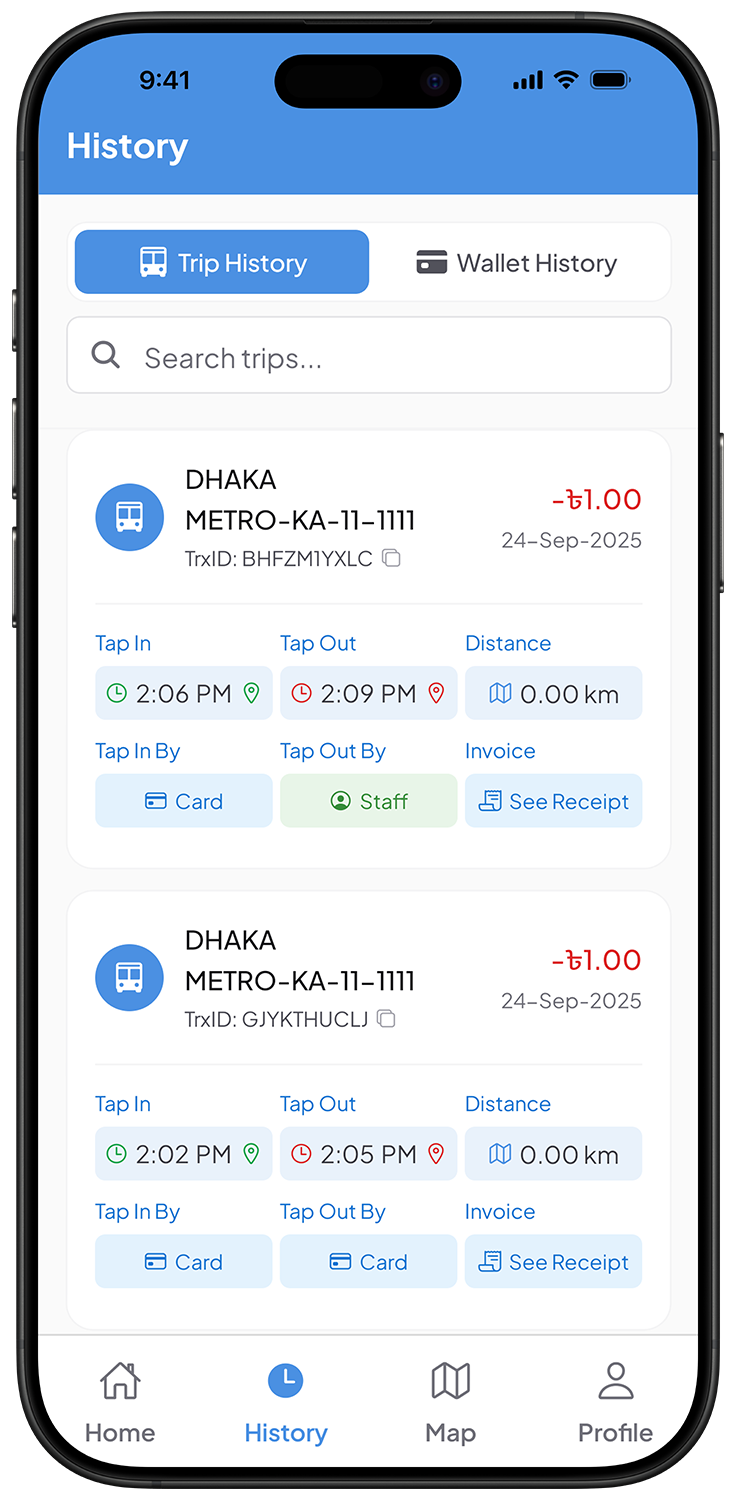 9:41
History
Trip History
Wallet History
Search trips...
DHAKA
METRO-KA-11-1111
TrxID: BHFZM1YXLC
-৳1.00
24-Sep-2025
Tap In
Tap Out
Distance
2:06 PM
2:09 PM
0.00 km
Tap In By
Tap Out By
Invoice
Card
Staff
See Receipt
DHAKA
METRO-KA-11-1111
TrxID: GJYKTHUCLJ
-৳1.00
24-Sep-2025
Tap In
Tap Out
Distance
2:02 PM
2:05 PM
0.00 km
Tap In By
Tap Out By
Invoice
Card
Card
See Receipt
Home
History
Map
Profile